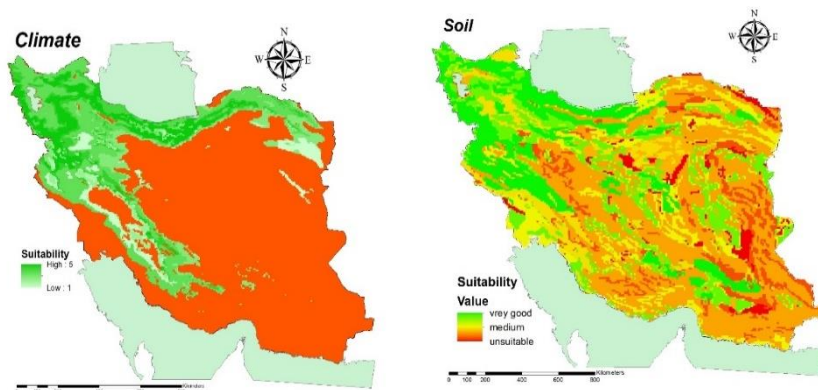 Climate
N
W E
S
Suitability
High : 5
Low : 1
Kilometers
Soil
N
W E
S
Suitability
Value
vrey good
medium
unsuitable
Kilometers
0 100 200 400 600 800